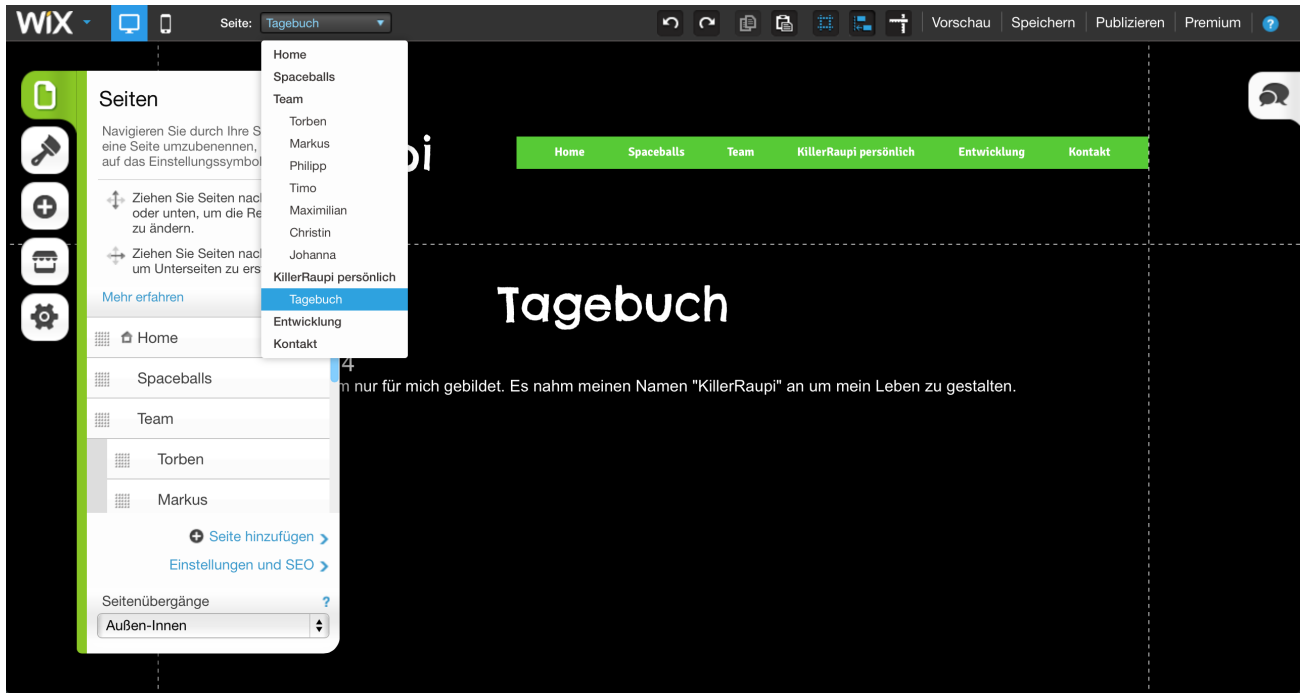 WiX
Seite: Tagebuch
Vorschau Speichern Publizieren Premium ?
Home
Spaceballs
Team
Torben
Markus
Philipp
Timo
Maximilian
Christin
Johanna
KillerRaupi persönlich
Tagebuch
Entwicklung
Kontakt
Seiten
Navigieren Sie durch Ihre S
eine Seite umzubenennen,
auf das Einstellungssymbol
Ziehen Sie Seiten nac
oder unten, um die Re
zu ändern.
Ziehen Sie Seiten nac
um Unterseiten zu ers
Mehr erfahren
Home
Spaceballs
Team
Torben
Markus
Seite hinzufügen
Einstellungen und SEO
Seitenübergänge ?
Außen-Innen
pi
Home Spaceballs Team KillerRaupi persönlich Entwicklung Kontakt
Tagebuch
4
m nur für mich gebildet. Es nahm meinen Namen "KillerRaupi" an um mein Leben zu gestalten.